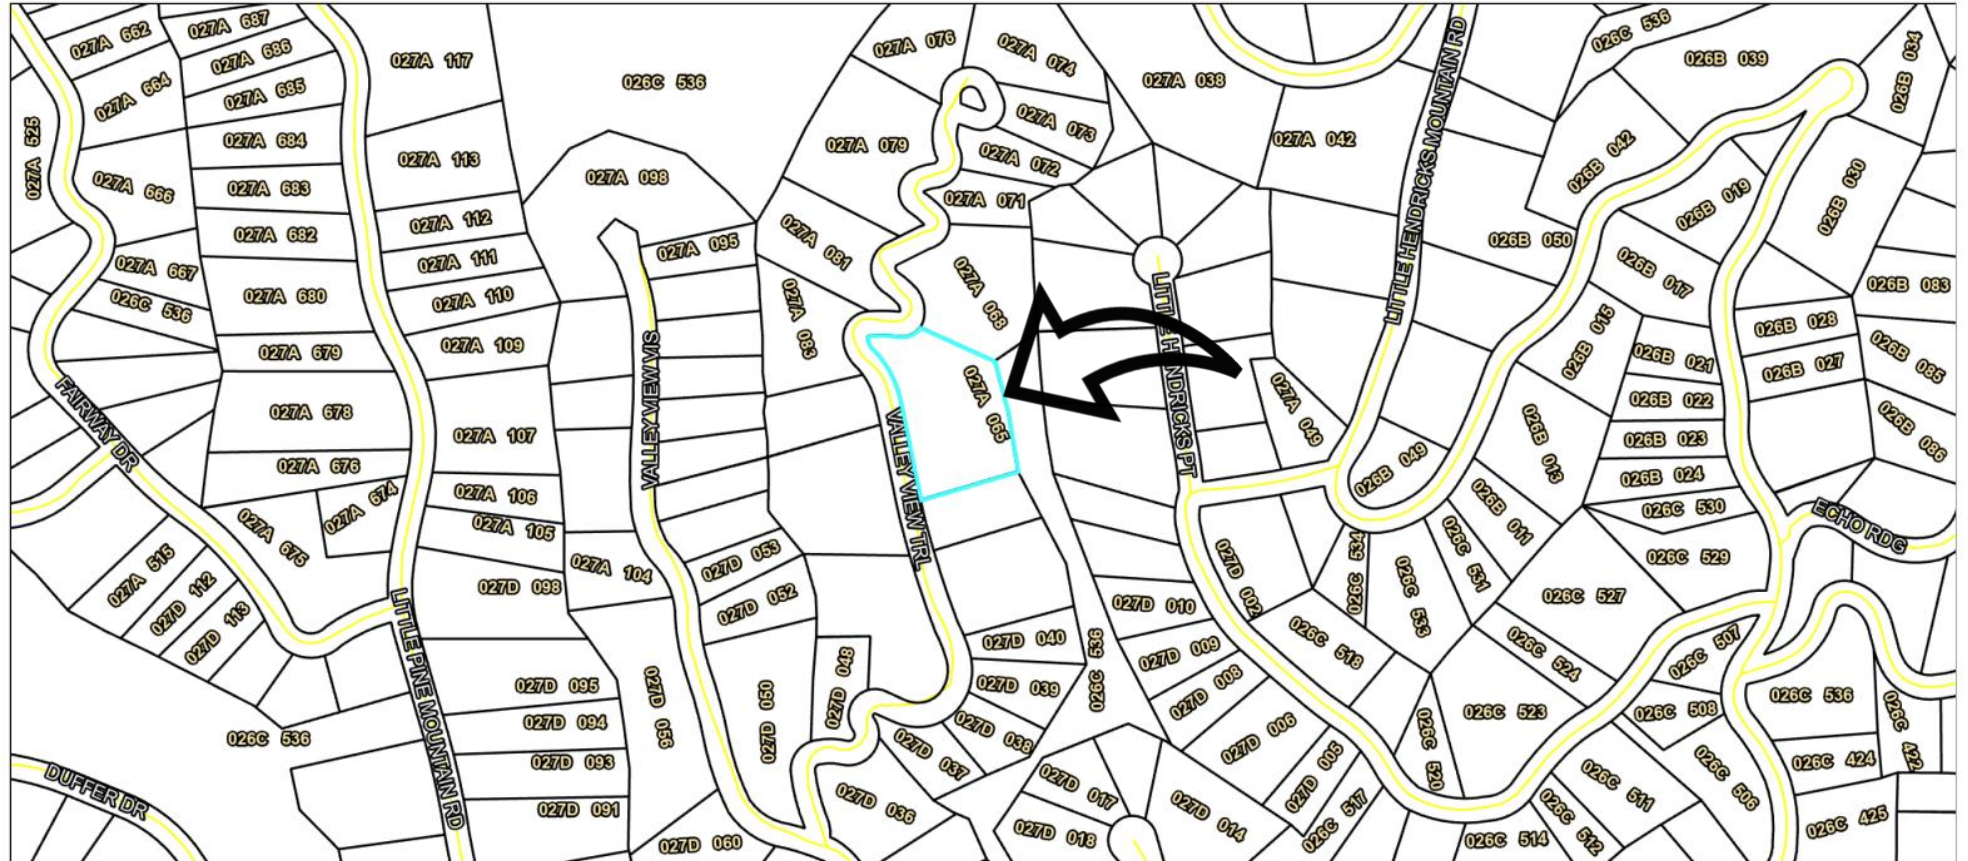 027A 662
027A 687
027A 686
027A 664
027A 685
027A 684
027A 525
027A 666
027A 683
027A 682
027A 667
026C 536
027A 680
027A 679
027A 678
027A 676
027A 674
027A 675
FAIRWAY DR
027A 515
027D 112
027D 113
026C 536
DUFFER DR
LITTLE PINE MOUNTAIN RD
027A 117
027A 113
027A 112
027A 111
027A 110
027A 109
027A 107
027A 106
027A 105
027D 098
027D 095
027D 094
027D 093
027D 091
026C 536
027A 098
027A 095
VALLEY VIEW VIS
027A 104
027D 053
027D 052
027D 056
027D 060
027D 060
027D 048
027A 076
027A 074
027A 079
027A 073
027A 072
027A 071
027A 081
027A 083
027A 068
027A 065
VALLEY VIEW TRL
027D 040
027D 039
027D 038
027D 037
027D 036
026C 536
027A 038
027A 042
LITTLE HENDRICKS MOUNTAIN RD
LITTLE HENDRICKS PT
027A 049
026B 049
027D 010
027D 009
027D 008
027D 006
027D 005
027D 002
027D 017
027D 018
027D 014
026C 517
026C 518
026C 534
026C 533
026C 531
026C 520
026C 536
026B 039
026B 034
026B 042
026B 019
026B 030
026B 050
026B 017
026B 083
026B 015
026B 028
026B 021
026B 027
026B 085
026B 022
026B 023
026B 024
026B 086
026B 013
026B 011
026C 530
ECHO RDG
026C 529
026C 527
026C 524
026C 507
026C 523
026C 508
026C 536
026C 422
026C 506
026C 424
026C 511
026C 512
026C 514
026C 425